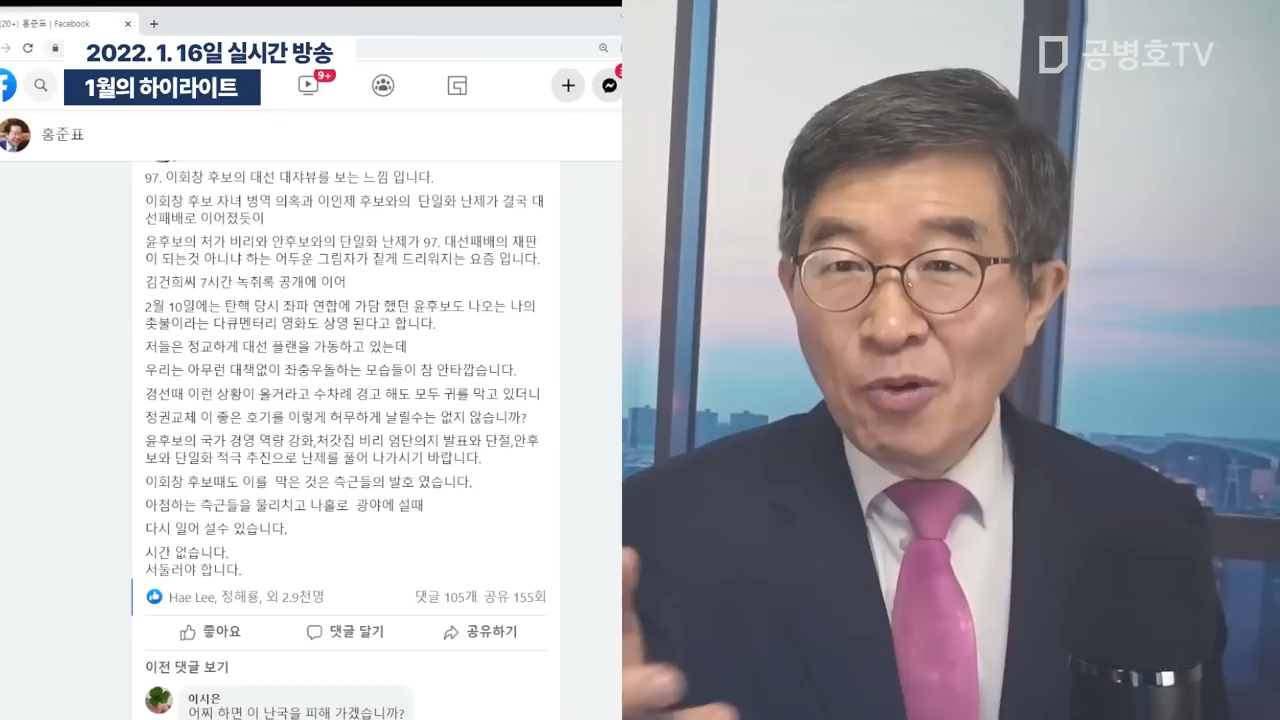 20+) 홍준표 | Facebook
2022. 1. 16일 실시간 방송
1월의 하이라이트
9+
공병호TV
홍준표
97. 이회창 후보의 대선 대쟈뷰를 보는 느낌 입니다.
이회창 후보 자녀 병역 의혹과 이인제 후보와의 단일화 난제가 결국 대
선패배로 이어졌듯이
윤후보의 처가 비리와 안후보와의 단일화 난제가 97. 대선패배의 재판
이 되는것 아니냐 하는 어두운 그림자가 짙게 드리워지는 요즘 입니다.
김건희씨 7시간 녹취록 공개에 이어
2월 10일에는 탄핵 당시 좌파 연합에 가담 했던 윤후보도 나오는 나의
촛불이라는 다큐멘터리 영화도 상영 된다고 합니다.
저들은 정교하게 대선 플랜을 가동하고 있는데
우리는 아무런 대책없이 좌충우돌하는 모습들이 참 안타깝습니다.
경선때 이런 상황이 올거라고 수차례 경고 해도 모두 귀를 막고 있더니
정권교체 이 좋은 호기를 이렇게 허무하게 날릴수는 없지 않습니까?
윤후보의 국가 경영 역량 강화,처갓집 비리 엄단의지 발표와 단절,안후
보와 단일화 적극 추진으로 난제를 풀어 나가시기 바랍니다.
이회창 후보때도 이를 막은 것은 측근들의 발호 였습니다.
아첨하는 측근들을 물리치고 나홀로 광야에 설때
다시 일어 설수 있습니다.
시간 없습니다.
서둘러야 합니다.
Hae Lee, 정해룡, 외 2.9천명 댓글 105개 공유 155회
좋아요 댓글 달기 공유하기
이전 댓글 보기
이시은
어찌 하면 이 난국을 피해 가겠습니까?